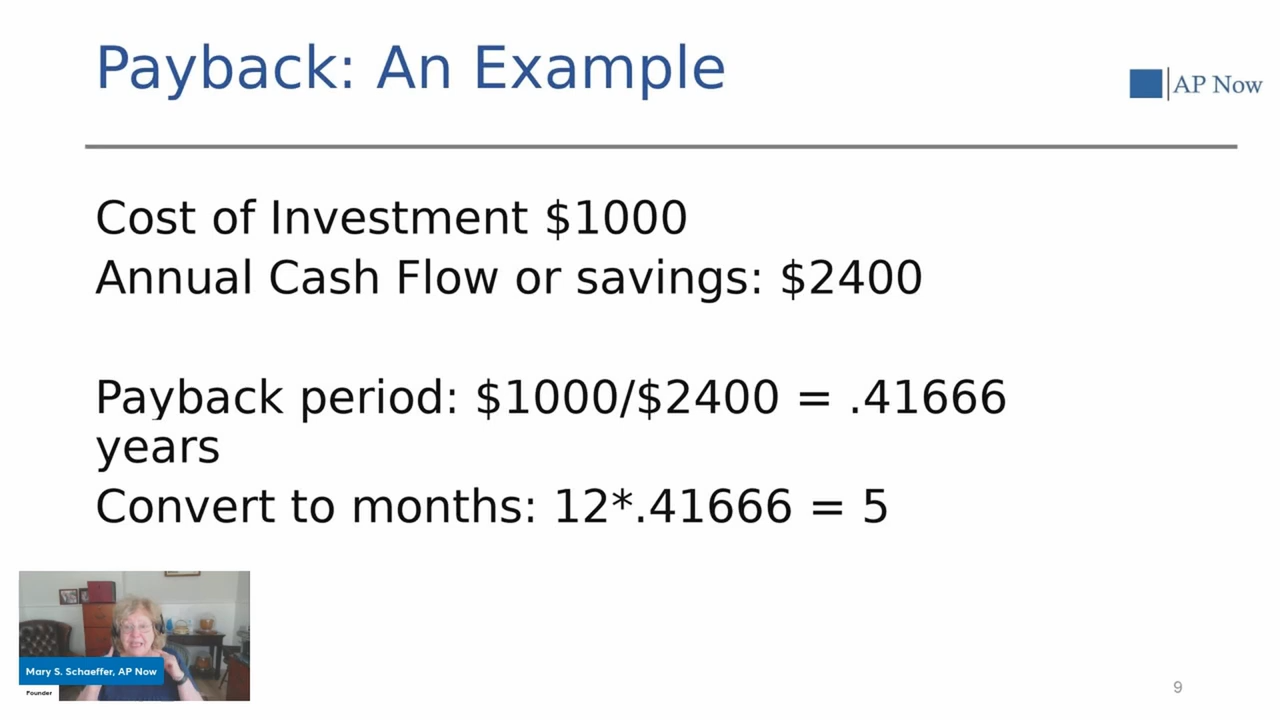 Payback: An Example
AP Now
Cost of Investment $1000
Annual Cash Flow or savings: $2400
Payback period: $1000/$2400 = .41666
years
Convert to months: 12*.41666 = 5
Mary S. Schaeffer, AP Now
Founder
9